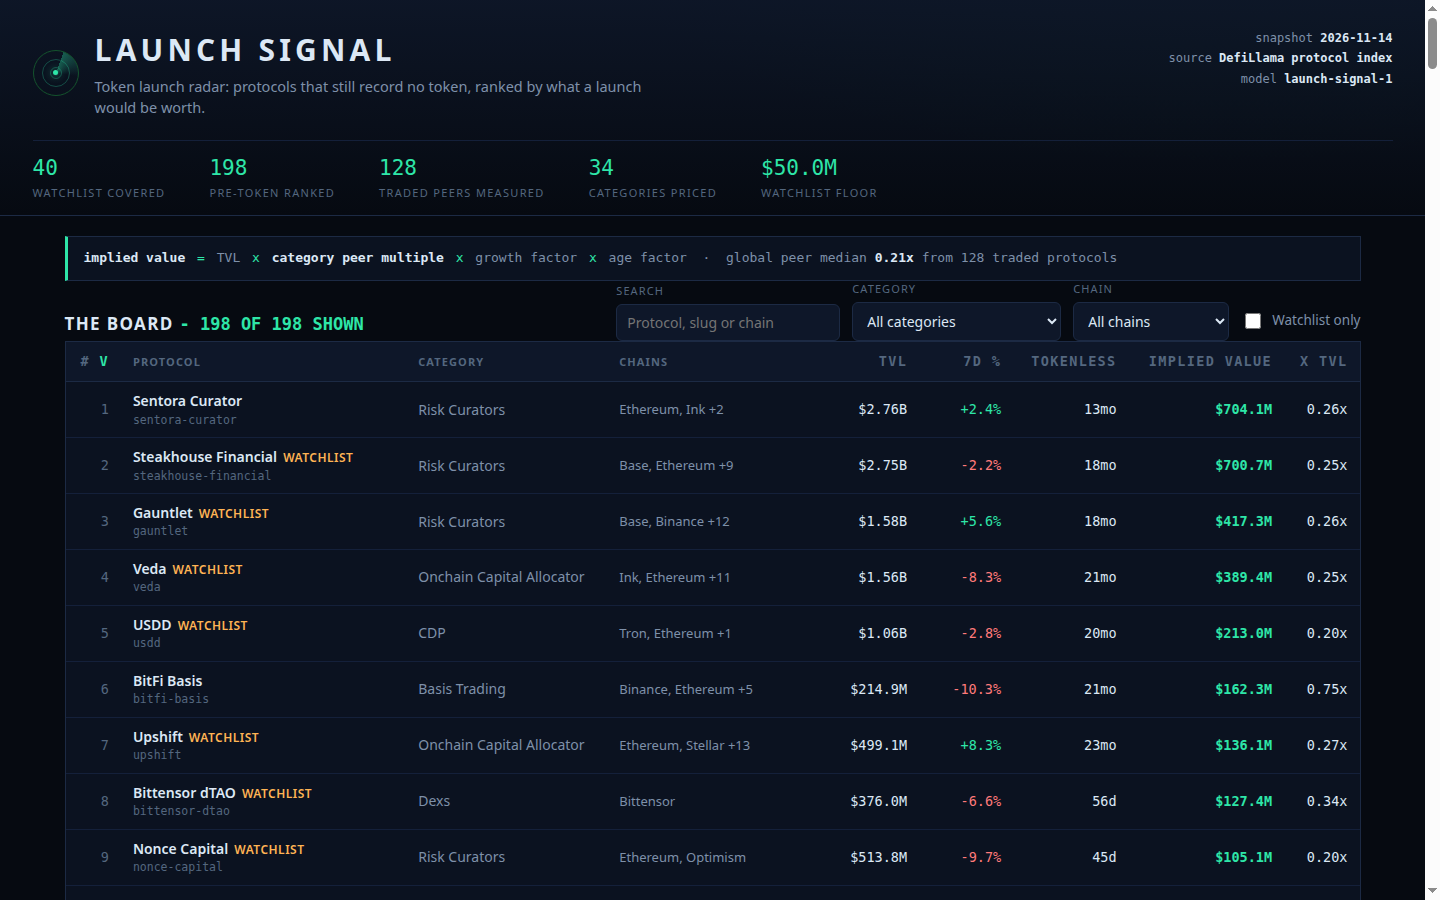 LAUNCH SIGNAL
Token launch radar: protocols that still record no token, ranked by what a launch
would be worth.
snapshot 2026-11-14
source DefiLlama protocol index
model launch-signal-1
40 198 128 34 $50.0M
WATCHLIST COVERED PRE-TOKEN RANKED TRADED PEERS MEASURED CATEGORIES PRICED WATCHLIST FLOOR
implied value = TVL x category peer multiple x growth factor x age factor · global peer median 0.21x from 128 traded protocols
SEARCH CATEGORY CHAIN
THE BOARD - 198 OF 198 SHOWN Protocol, slug or chain All categories All chains Watchlist only
# V PROTOCOL CATEGORY CHAINS TVL 7D % TOKENLESS IMPLIED VALUE X TVL
1 Sentora Curator Risk Curators Ethereum, Ink +2 $2.76B +2.4% 13mo $704.1M 0.26x
sentora-curator
2 Steakhouse Financial WATCHLIST Risk Curators Base, Ethereum +9 $2.75B -2.2% 18mo $700.7M 0.25x
steakhouse-financial
3 Gauntlet WATCHLIST Risk Curators Base, Binance +12 $1.58B +5.6% 18mo $417.3M 0.26x
gauntlet
4 Veda WATCHLIST Onchain Capital Allocator Ink, Ethereum +11 $1.56B -8.3% 21mo $389.4M 0.25x
veda
5 USDD WATCHLIST CDP Tron, Ethereum +1 $1.06B -2.8% 20mo $213.0M 0.20x
usdd
6 BitFi Basis Basis Trading Binance, Ethereum +5 $214.9M -10.3% 21mo $162.3M 0.75x
bitfi-basis
7 Upshift WATCHLIST Onchain Capital Allocator Ethereum, Stellar +13 $499.1M +8.3% 23mo $136.1M 0.27x
upshift
8 Bittensor dTAO WATCHLIST Dexs Bittensor $376.0M -6.6% 56d $127.4M 0.34x
bittensor-dtao
9 Nonce Capital WATCHLIST Risk Curators Ethereum, Optimism $513.8M -9.7% 45d $105.1M 0.20x
nonce-capital